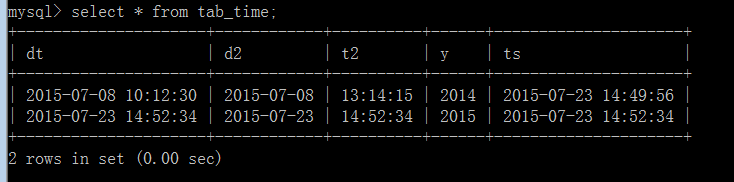 mysql> select * from tab_time;
+---------------------+------------+----------+------+---------------------+
| dt                  | d2         | t2       | y    | ts                  |
+---------------------+------------+----------+------+---------------------+
| 2015-07-08 10:12:30 | 2015-07-08 | 13:14:15 | 2014 | 2015-07-23 14:49:56 |
| 2015-07-23 14:52:34 | 2015-07-23 | 14:52:34 | 2015 | 2015-07-23 14:52:34 |
+---------------------+------------+----------+------+---------------------+
2 rows in set (0.00 sec)